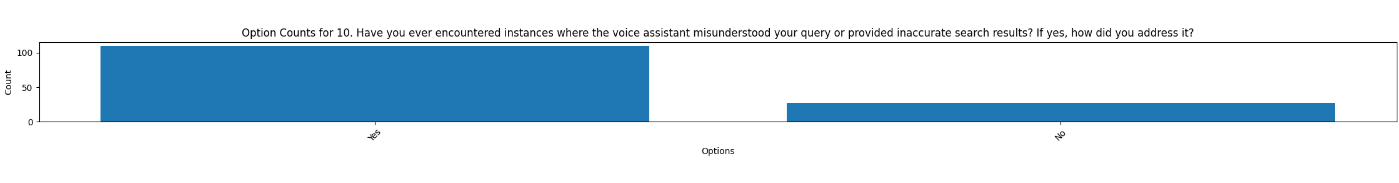 Option Counts for 10. Have you ever encountered instances where the voice assistant misunderstood your query or provided inaccurate search results? If yes, how did you address it?
100
50
0
Count
Yes
No
Options